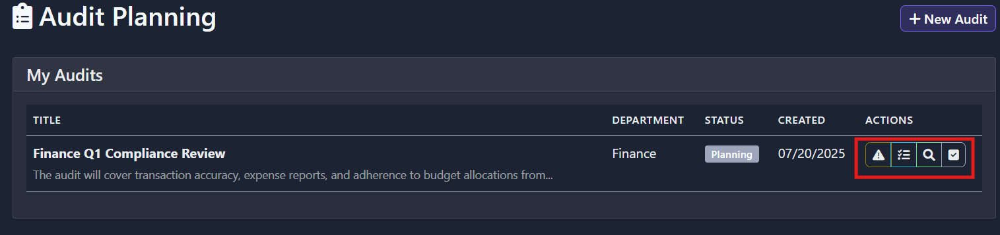 Audit Planning
+ New Audit
My Audits
TITLE DEPARTMENT STATUS CREATED ACTIONS
Finance Q1 Compliance Review Finance Planning 07/20/2025
The audit will cover transaction accuracy, expense reports, and adherence to budget allocations from...